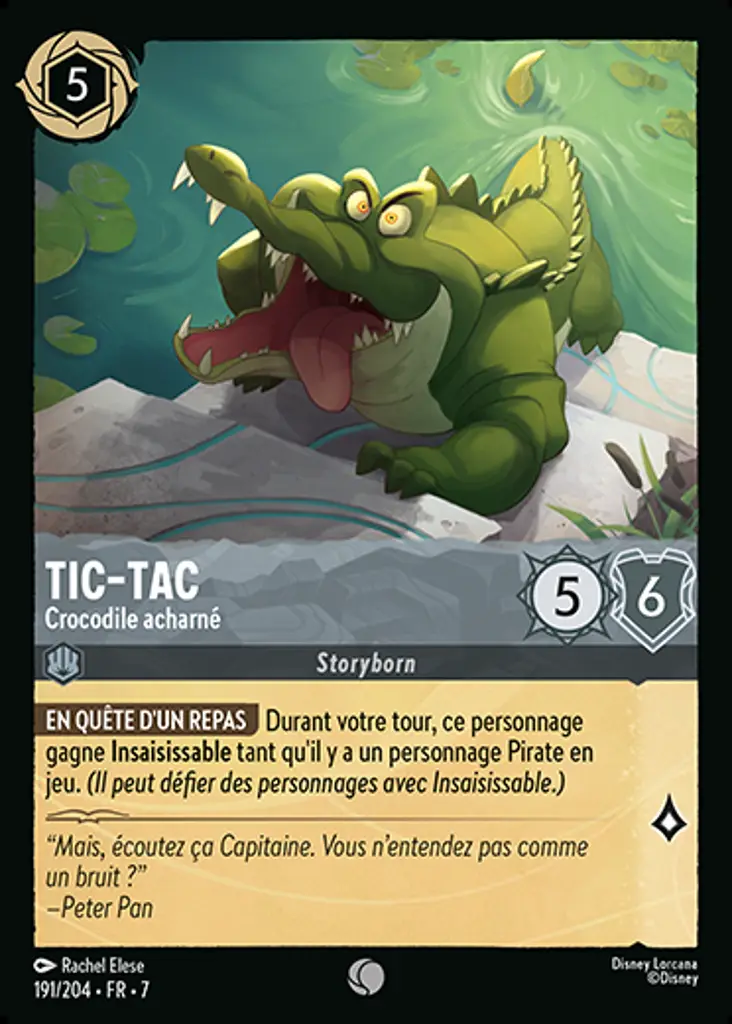 5
TIC-TAC
Crocodile acharné
5
6
Storyborn
EN QUÊTE D'UN REPAS Durant votre tour, ce personnage
gagne Insaisissable tant qu'il y a un personnage Pirate en
jeu. (Il peut défier des personnages avec Insaisissable.)
“Mais, écoutez ça Capitaine. Vous n’entendez pas comme
un bruit ?”
–Peter Pan
Rachel Elese
191/204 • FR • 7
Disney Lorcana
©Disney